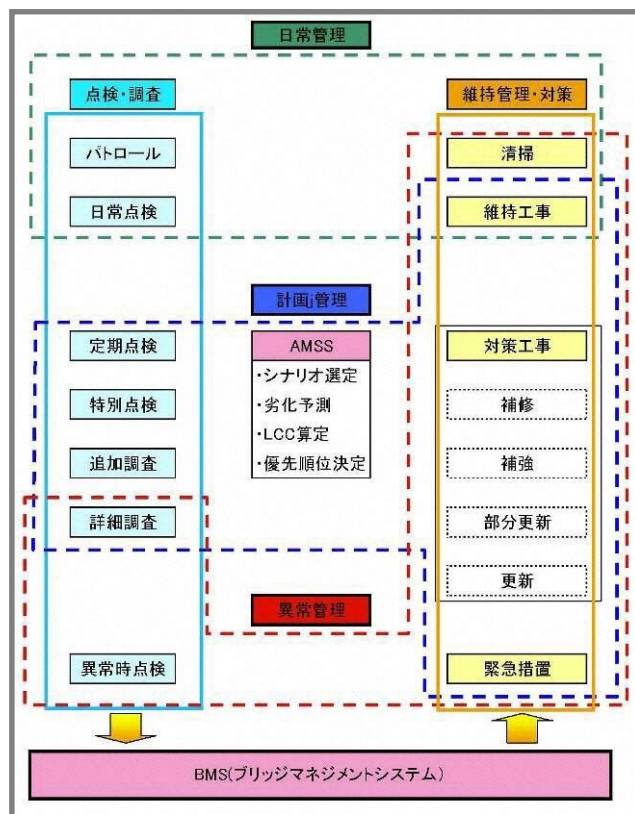 日常管理
点検・調査
維持管理・対策
パトロール
清掃
日常点検
維持工事
計画j管理
定期点検
AMSS
対策工事
・シナリオ選定
・劣化予測
・LCC算定
・優先順位決定
特別点検
補修
追加調査
補強
詳細調査
部分更新
異常管理
更新
異常時点検
緊急措置
BMS(ブリッジマネジメントシステム)